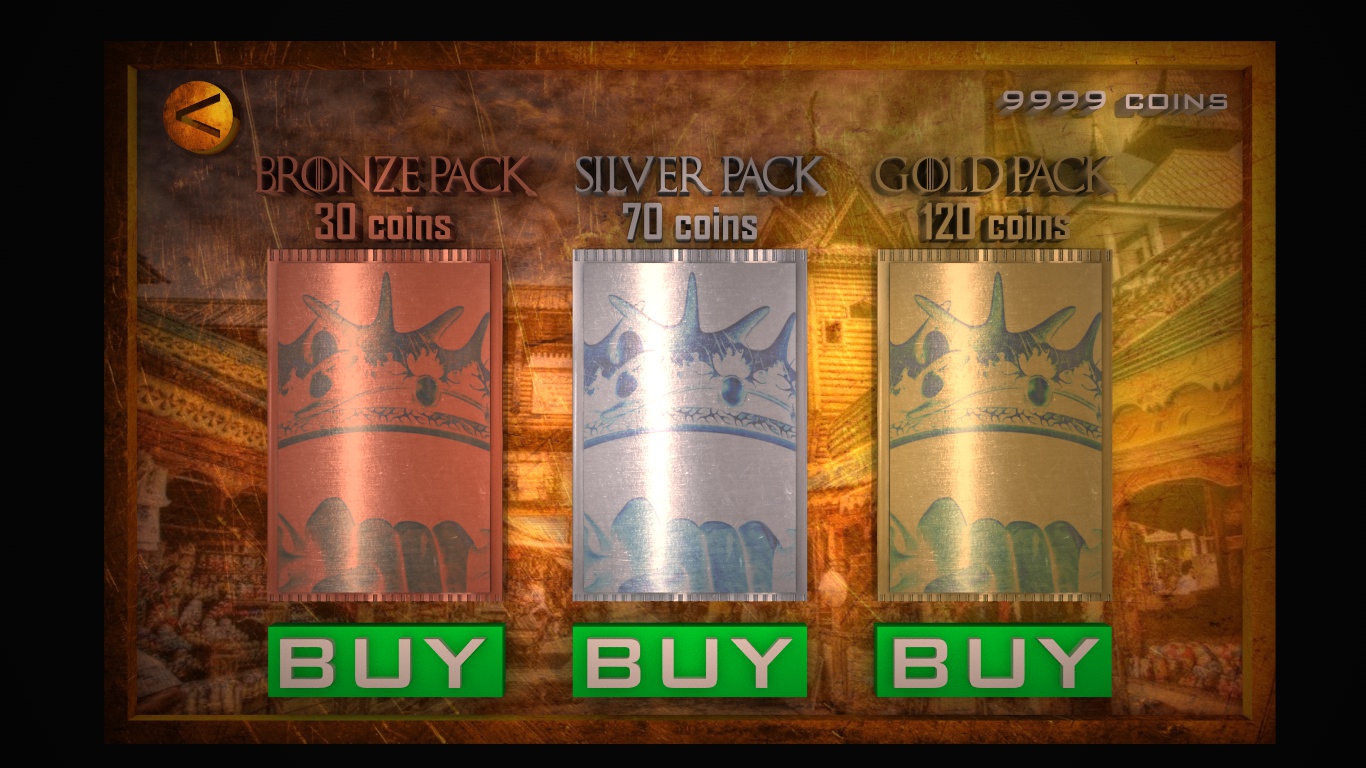 <
9999 COINS
BRONZE PACK
30 coins
SILVER PACK
70 coins
GOLD PACK
120 coins
BUY
BUY
BUY